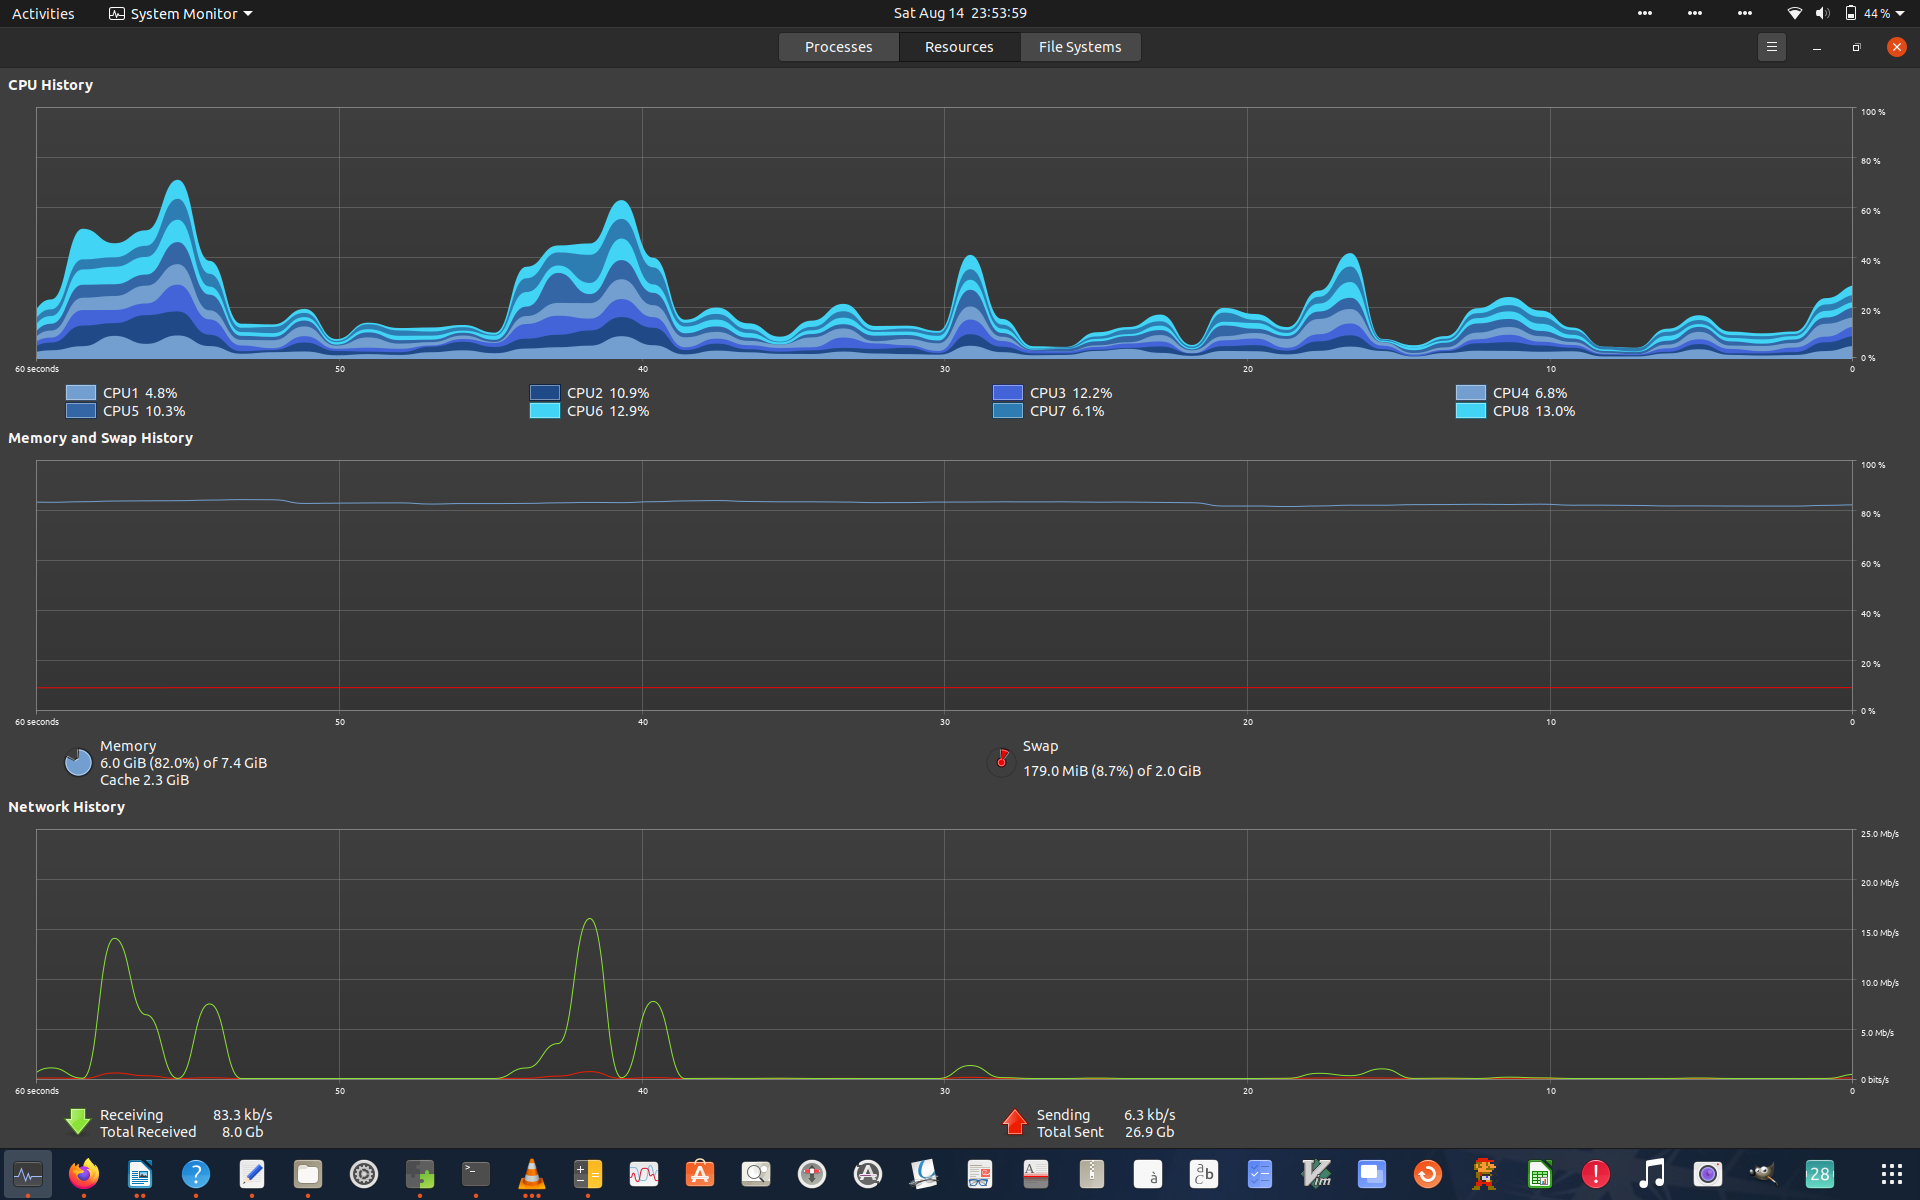 Activities System Monitor Sat Aug 14 23:53:59 44 %
Processes Resources File Systems
CPU History
100 %
80 %
60 %
40 %
20 %
0 %
60 seconds 50 40 30 20 10 0
CPU1 4.8% CPU2 10.9% CPU3 12.2% CPU4 6.8%
CPU5 10.3% CPU6 12.9% CPU7 6.1% CPU8 13.0%
Memory and Swap History
100 %
80 %
60 %
40 %
20 %
0 %
60 seconds 50 40 30 20 10 0
Memory Swap
6.0 GiB (82.0%) of 7.4 GiB 179.0 MiB (8.7%) of 2.0 GiB
Cache 2.3 GiB
Network History
25.0 Mb/s
20.0 Mb/s
15.0 Mb/s
10.0 Mb/s
5.0 Mb/s
0 bits/s
60 seconds 50 40 30 20 10 0
Receiving 83.3 kb/s Sending 6.3 kb/s
Total Received 8.0 Gb Total Sent 26.9 Gb
? >_ A à ab c Vim ! 28